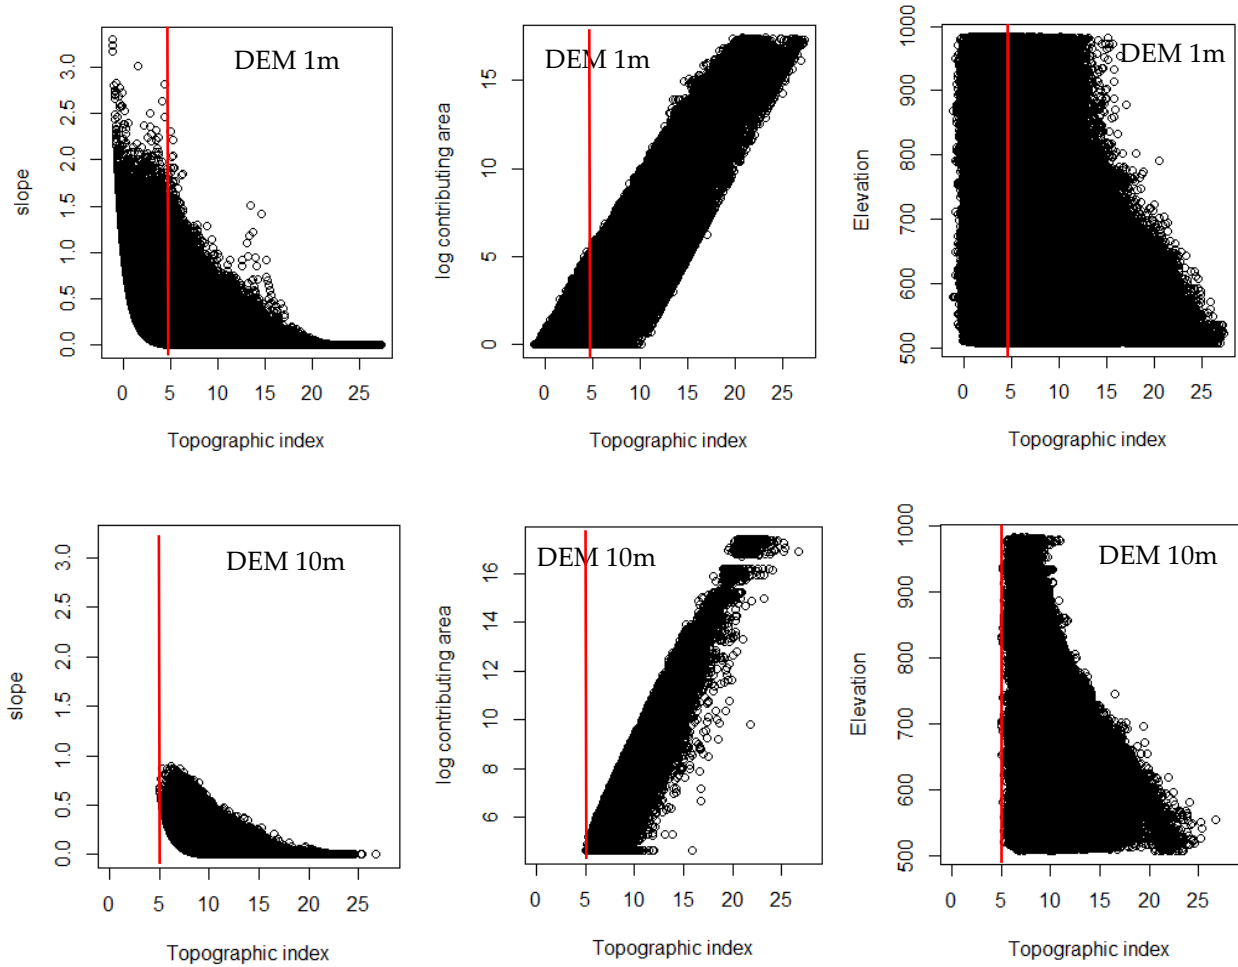 DEM 1m
slope
0.0 0.5 1.0 1.5 2.0 2.5 3.0
0 5 10 15 20 25
Topographic index
DEM 1m
log contributing area
0 5 10 15
0 5 10 15 20 25
Topographic index
DEM 1m
Elevation
500 600 700 800 900 1000
0 5 10 15 20 25
Topographic index
DEM 10m
slope
0.0 0.5 1.0 1.5 2.0 2.5 3.0
0 5 10 15 20 25
Topographic index
DEM 10m
log contributing area
6 8 10 12 14 16
0 5 10 15 20 25
Topographic index
DEM 10m
Elevation
500 600 700 800 900 1000
0 5 10 15 20 25
Topographic index